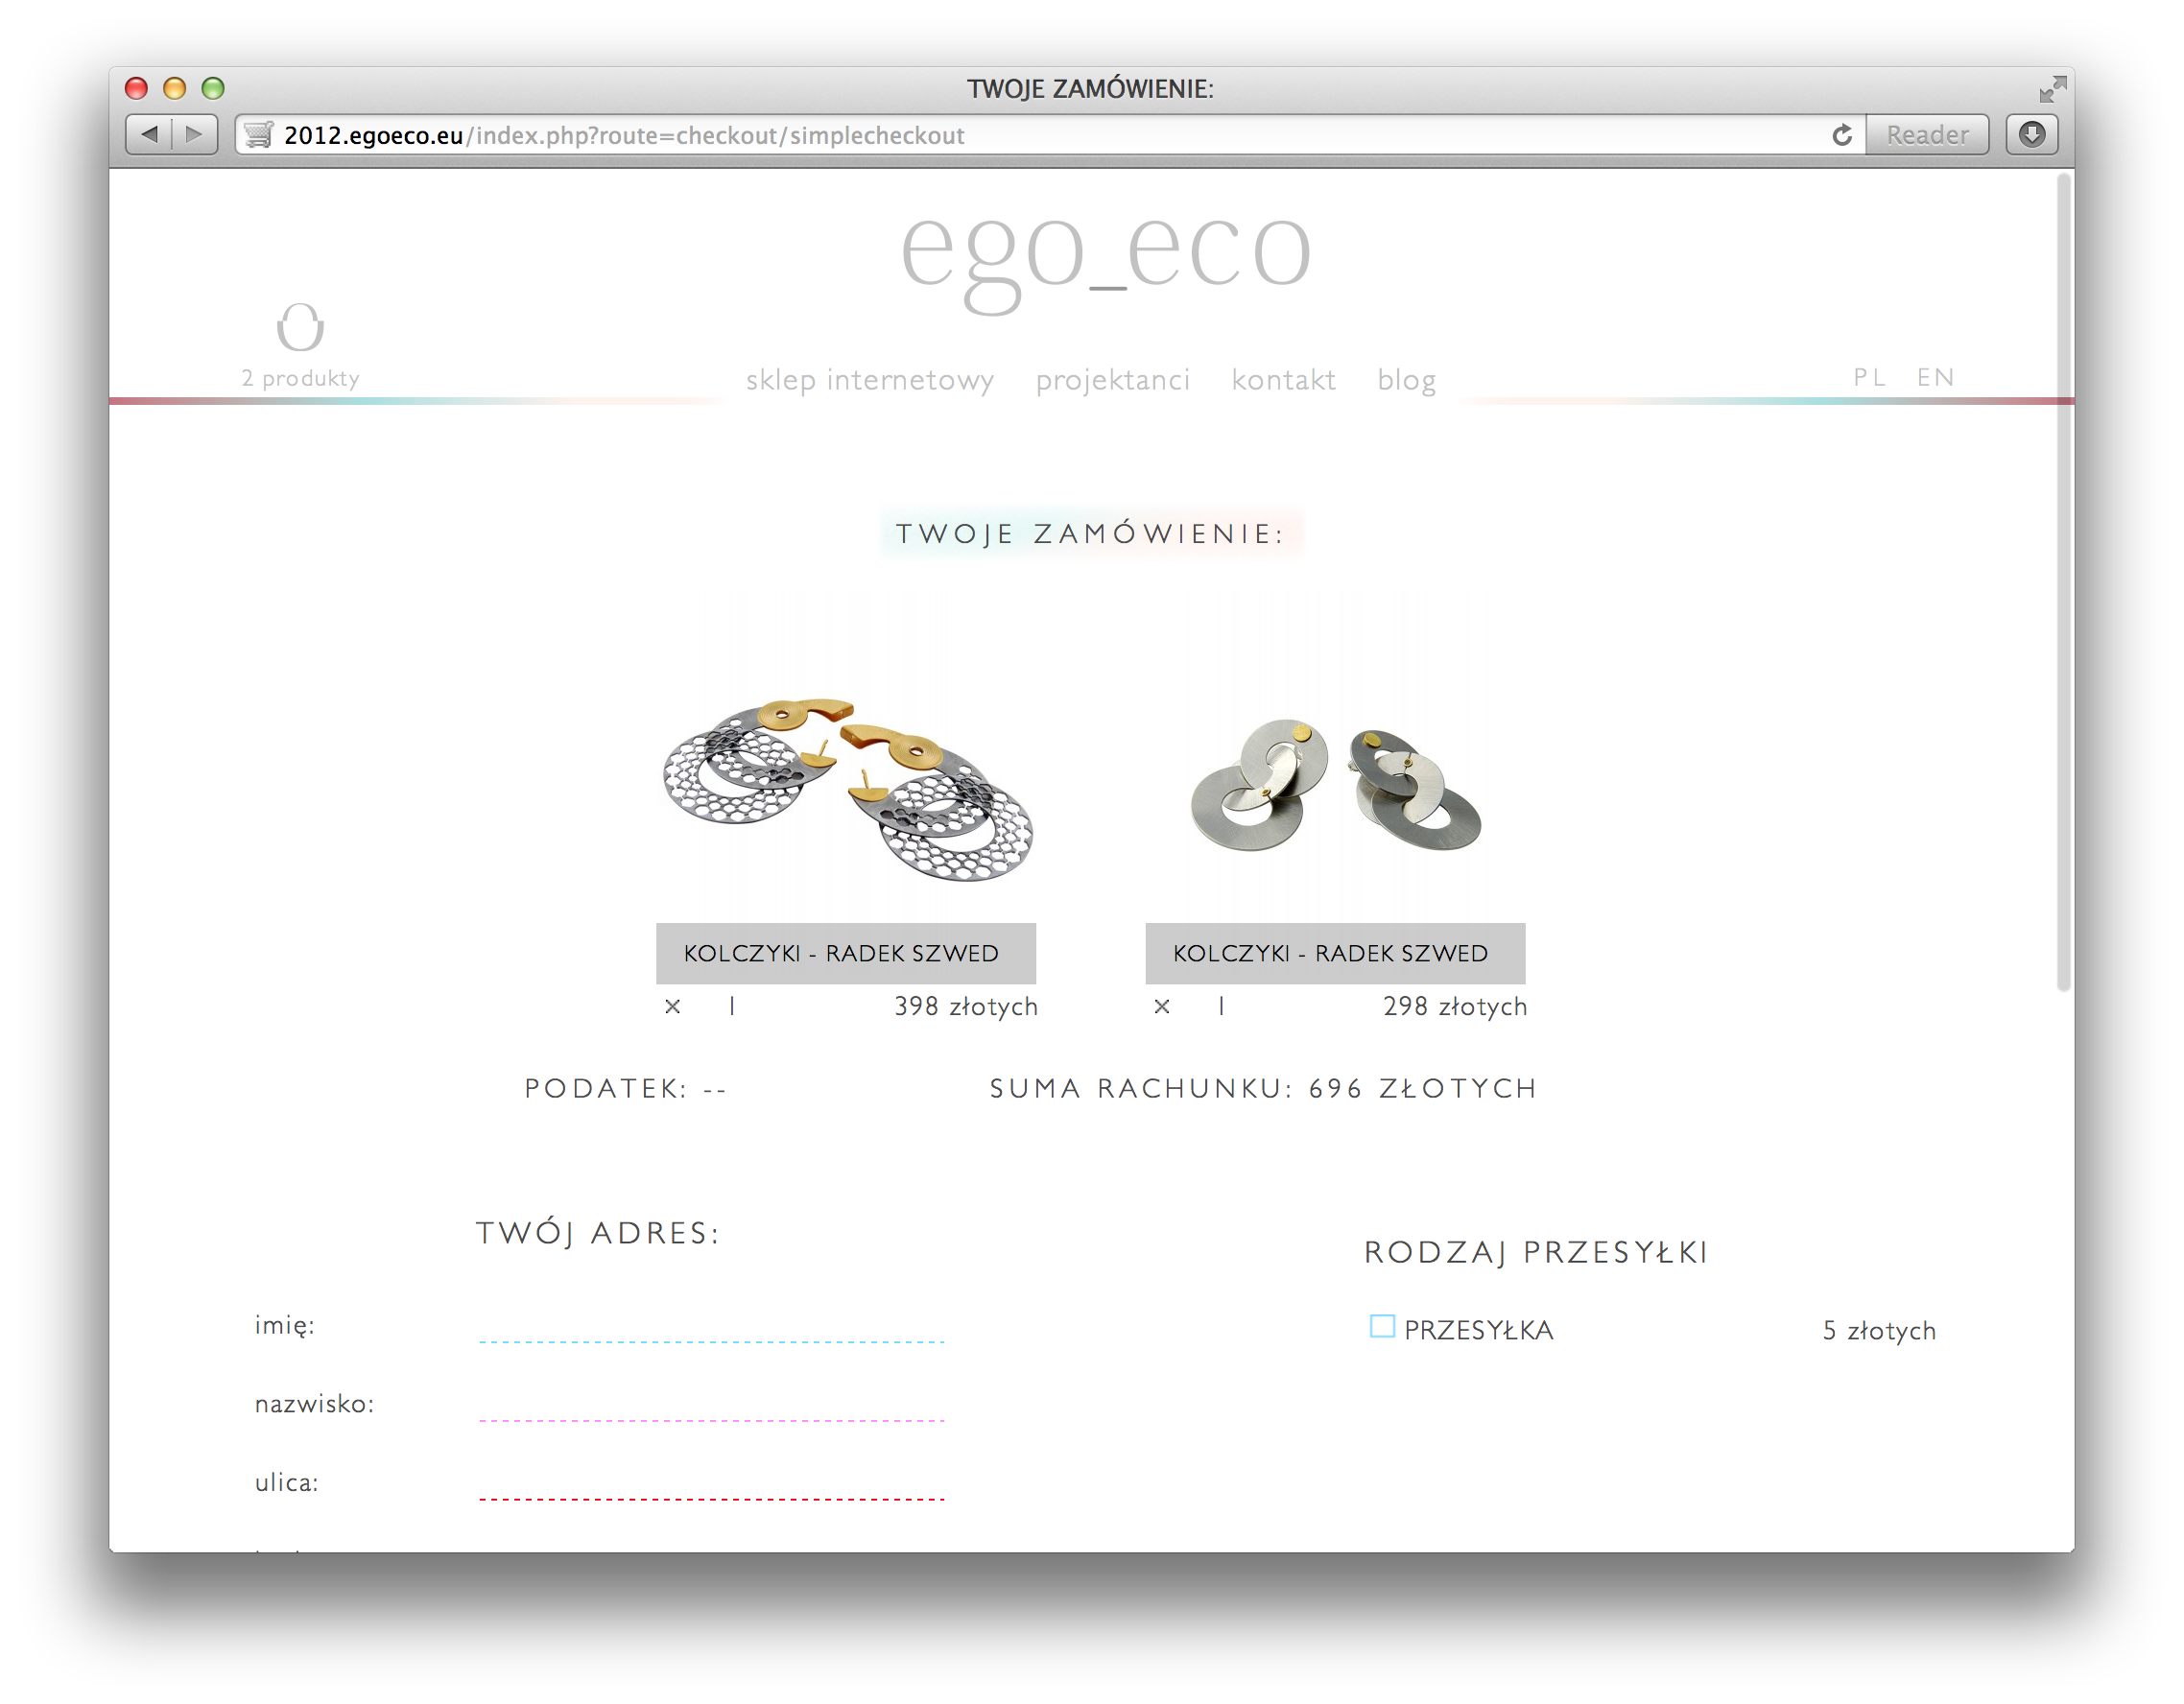 TWOJE ZAMÓWIENIE:
2012.egoeco.eu/index.php?route=checkout/simplecheckout
Reader
ego_eco
2 produkty
sklep internetowy projektanci kontakt blog
PL EN
TWOJE ZAMÓWIENIE:
KOLCZYKI - RADEK SZWED
× 1 398 złotych
KOLCZYKI - RADEK SZWED
× 1 298 złotych
PODATEK: -- SUMA RACHUNKU: 696 ZŁOTYCH
TWÓJ ADRES:
imię:
nazwisko:
ulica:
RODZAJ PRZESYŁKI
PRZESYŁKA 5 złotych